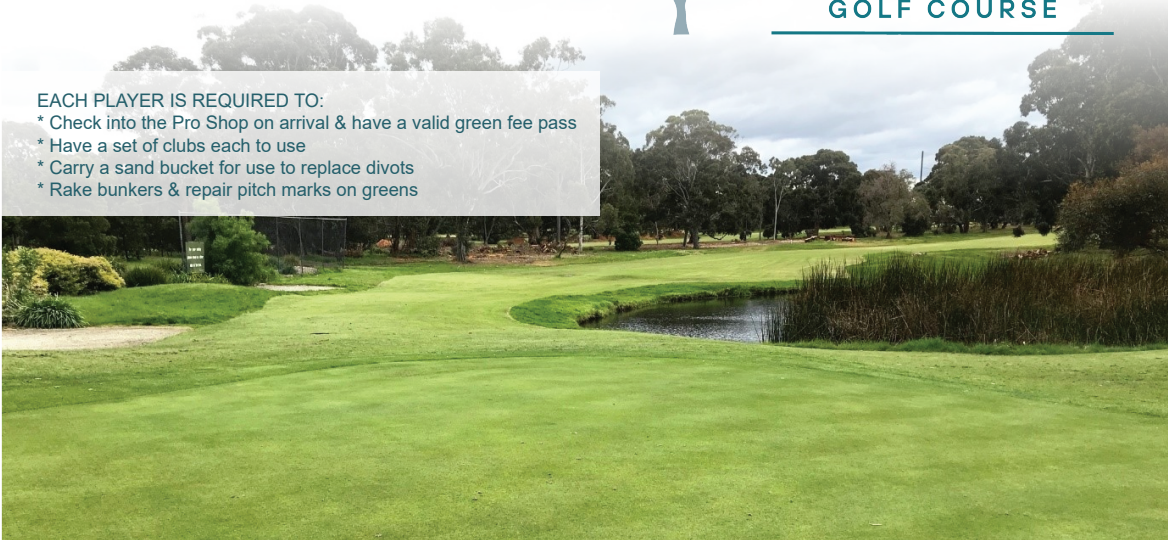 GOLF COURSE
EACH PLAYER IS REQUIRED TO:
* Check into the Pro Shop on arrival & have a valid green fee pass
* Have a set of clubs each to use
* Carry a sand bucket for use to replace divots
* Rake bunkers & repair pitch marks on greens